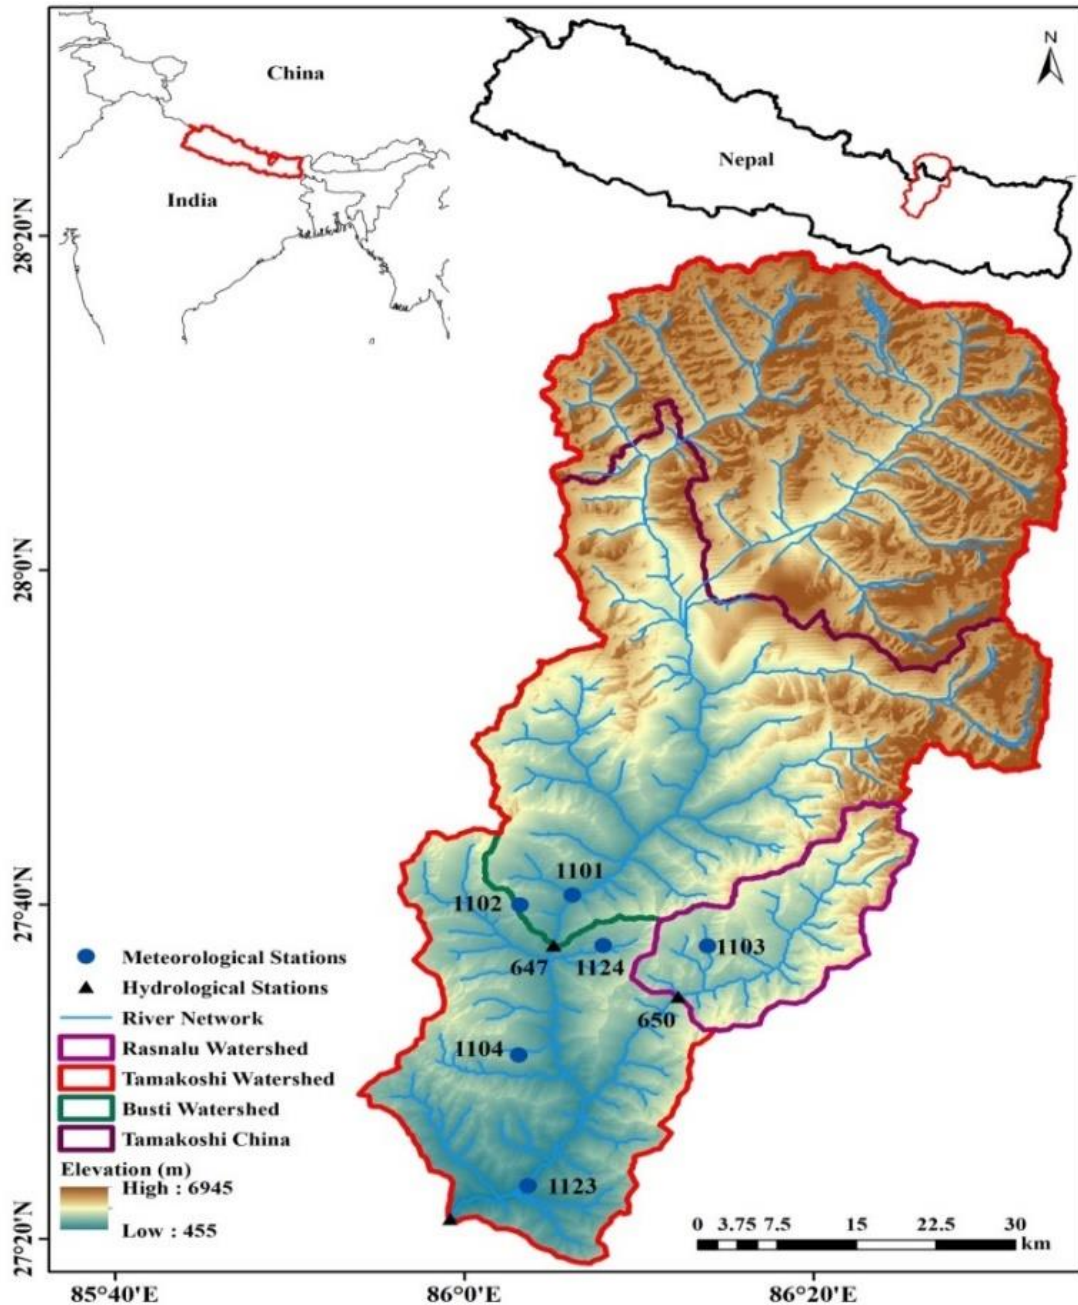 China
India
Nepal
N
28°20'N
28°0'N
27°40'N
27°20'N
1101
1102
647
1124
1103
650
1104
1123
Meteorological Stations
Hydrological Stations
River Network
Rasnalu Watershed
Tamakoshi Watershed
Busti Watershed
Tamakoshi China
Elevation (m)
High : 6945
Low : 455
0 3.75 7.5 15 22.5 30
km
85°40'0"E
86°0'E
86°20'E